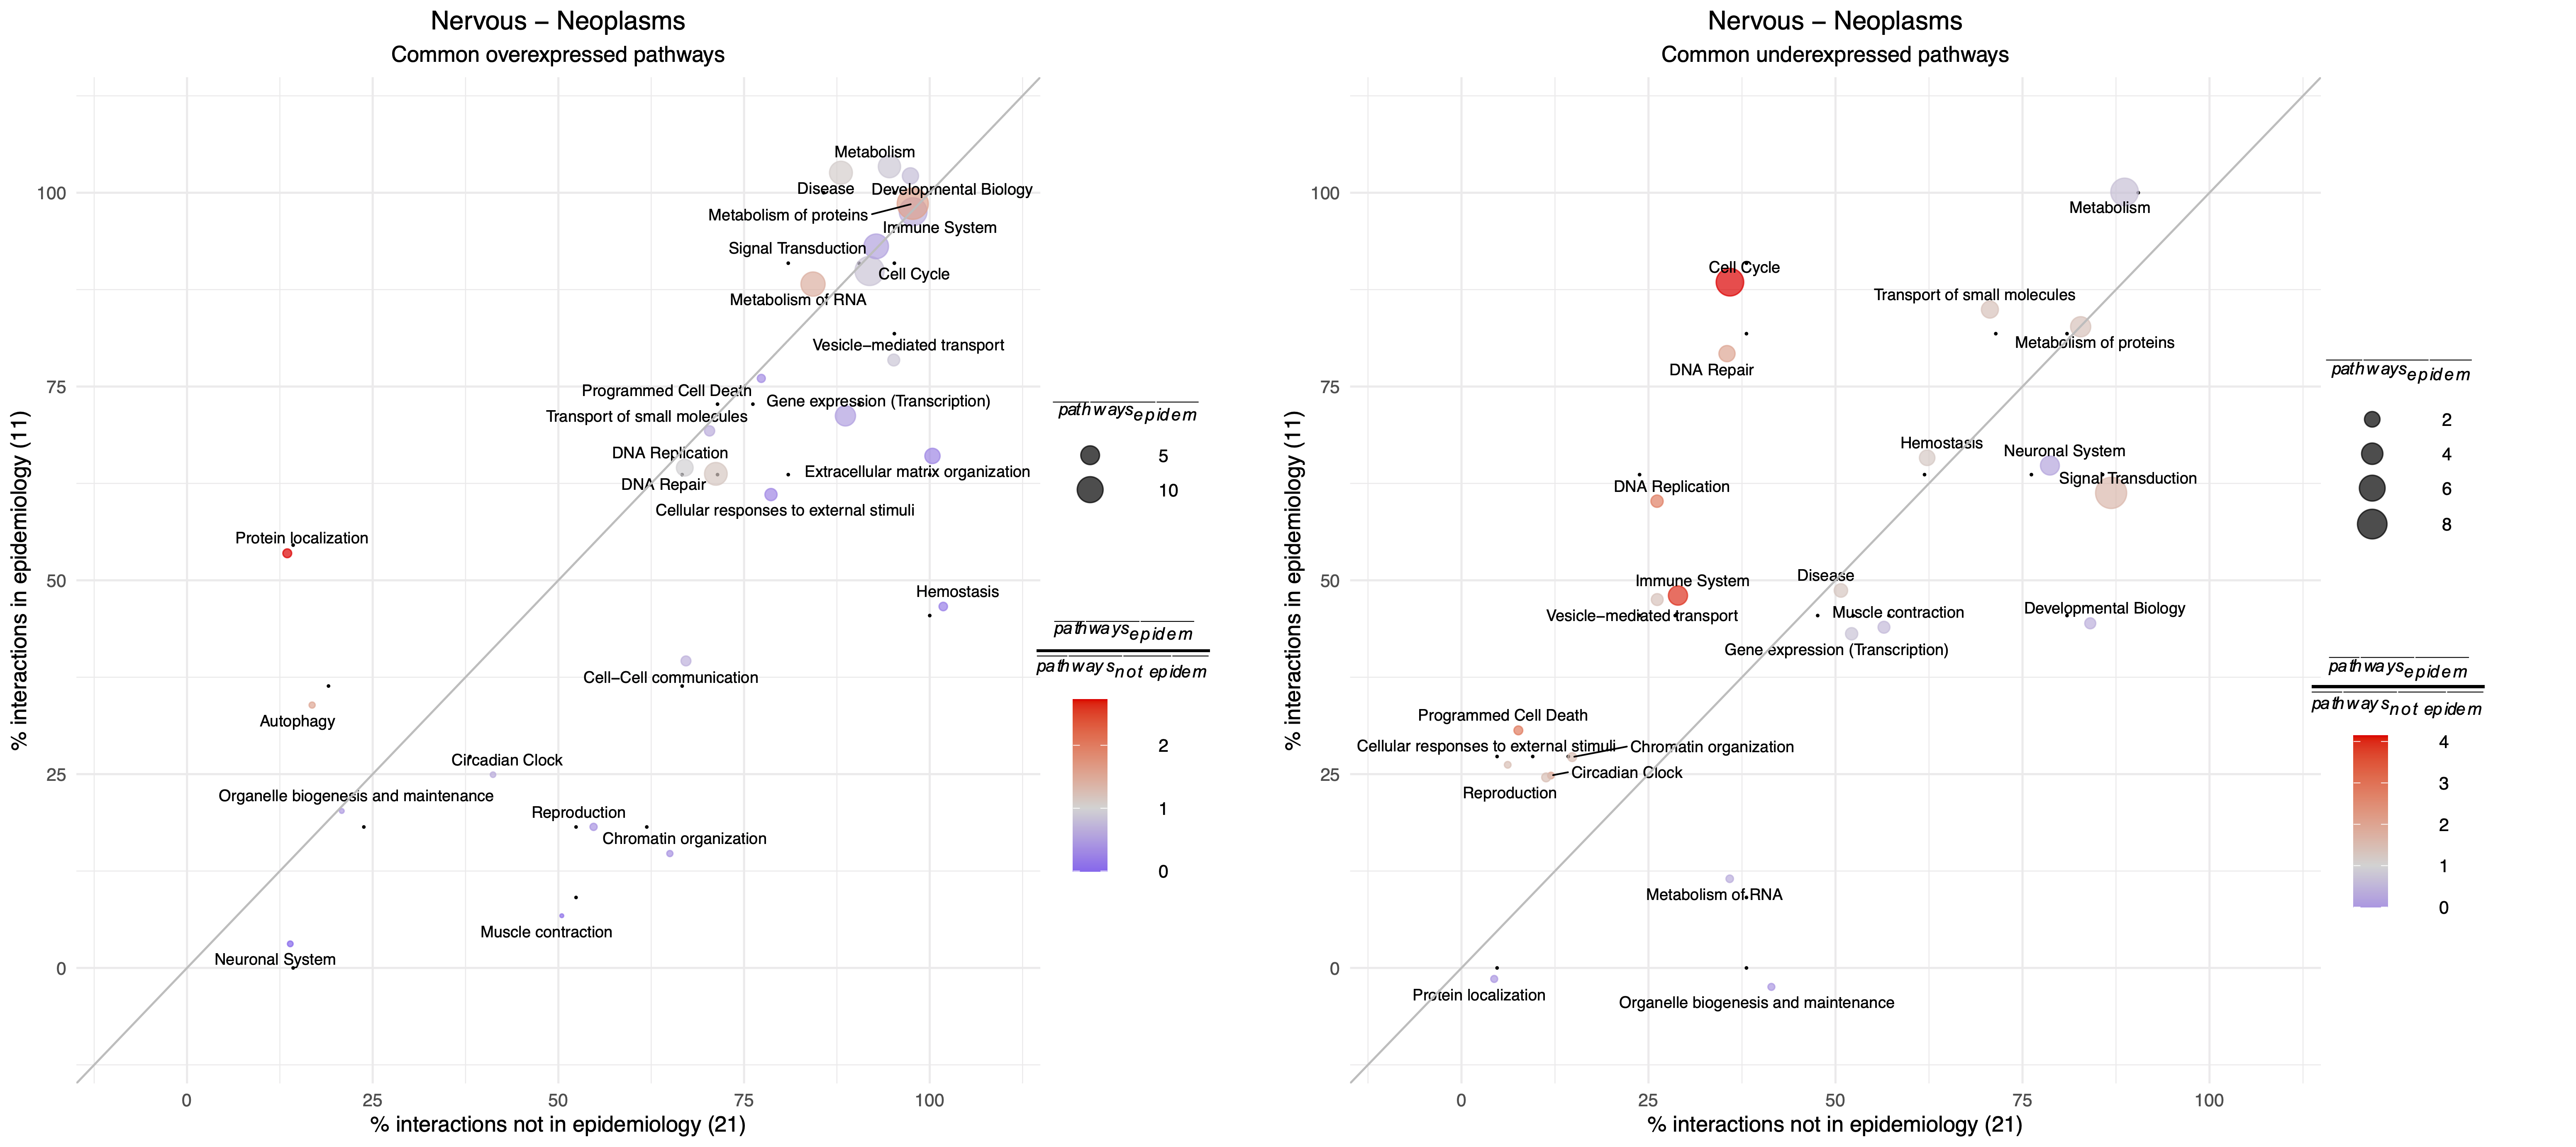 Nervous – Neoplasms
Common overexpressed pathways
% interactions in epidemiology (11)
100
75
50
25
0
Metabolism
Disease
Developmental Biology
Metabolism of proteins
Immune System
Signal Transduction
Cell Cycle
Metabolism of RNA
Vesicle–mediated transport
Programmed Cell Death
Gene expression (Transcription)
Transport of small molecules
DNA Replication
Extracellular matrix organization
DNA Repair
Cellular responses to external stimuli
Protein localization
Hemostasis
Cell–Cell communication
Autophagy
Circadian Clock
Organelle biogenesis and maintenance
Reproduction
Chromatin organization
Muscle contraction
Neuronal System
0 25 50 75 100
% interactions not in epidemiology (21)
pathways epidem
5
10
pathways epidem
pathways not epidem
2
1
0
Nervous – Neoplasms
Common underexpressed pathways
% interactions in epidemiology (11)
100
75
50
25
0
Metabolism
Cell Cycle
Transport of small molecules
Metabolism of proteins
DNA Repair
Hemostasis
Neuronal System
Signal Transduction
DNA Replication
Disease
Immune System
Developmental Biology
Muscle contraction
Vesicle–mediated transport
Gene expression (Transcription)
Programmed Cell Death
Cellular responses to external stimuli
Chromatin organization
Circadian Clock
Reproduction
Metabolism of RNA
Protein localization
Organelle biogenesis and maintenance
0 25 50 75 100
% interactions not in epidemiology (21)
pathways epidem
2
4
6
8
pathways epidem
pathways not epidem
4
3
2
1
0